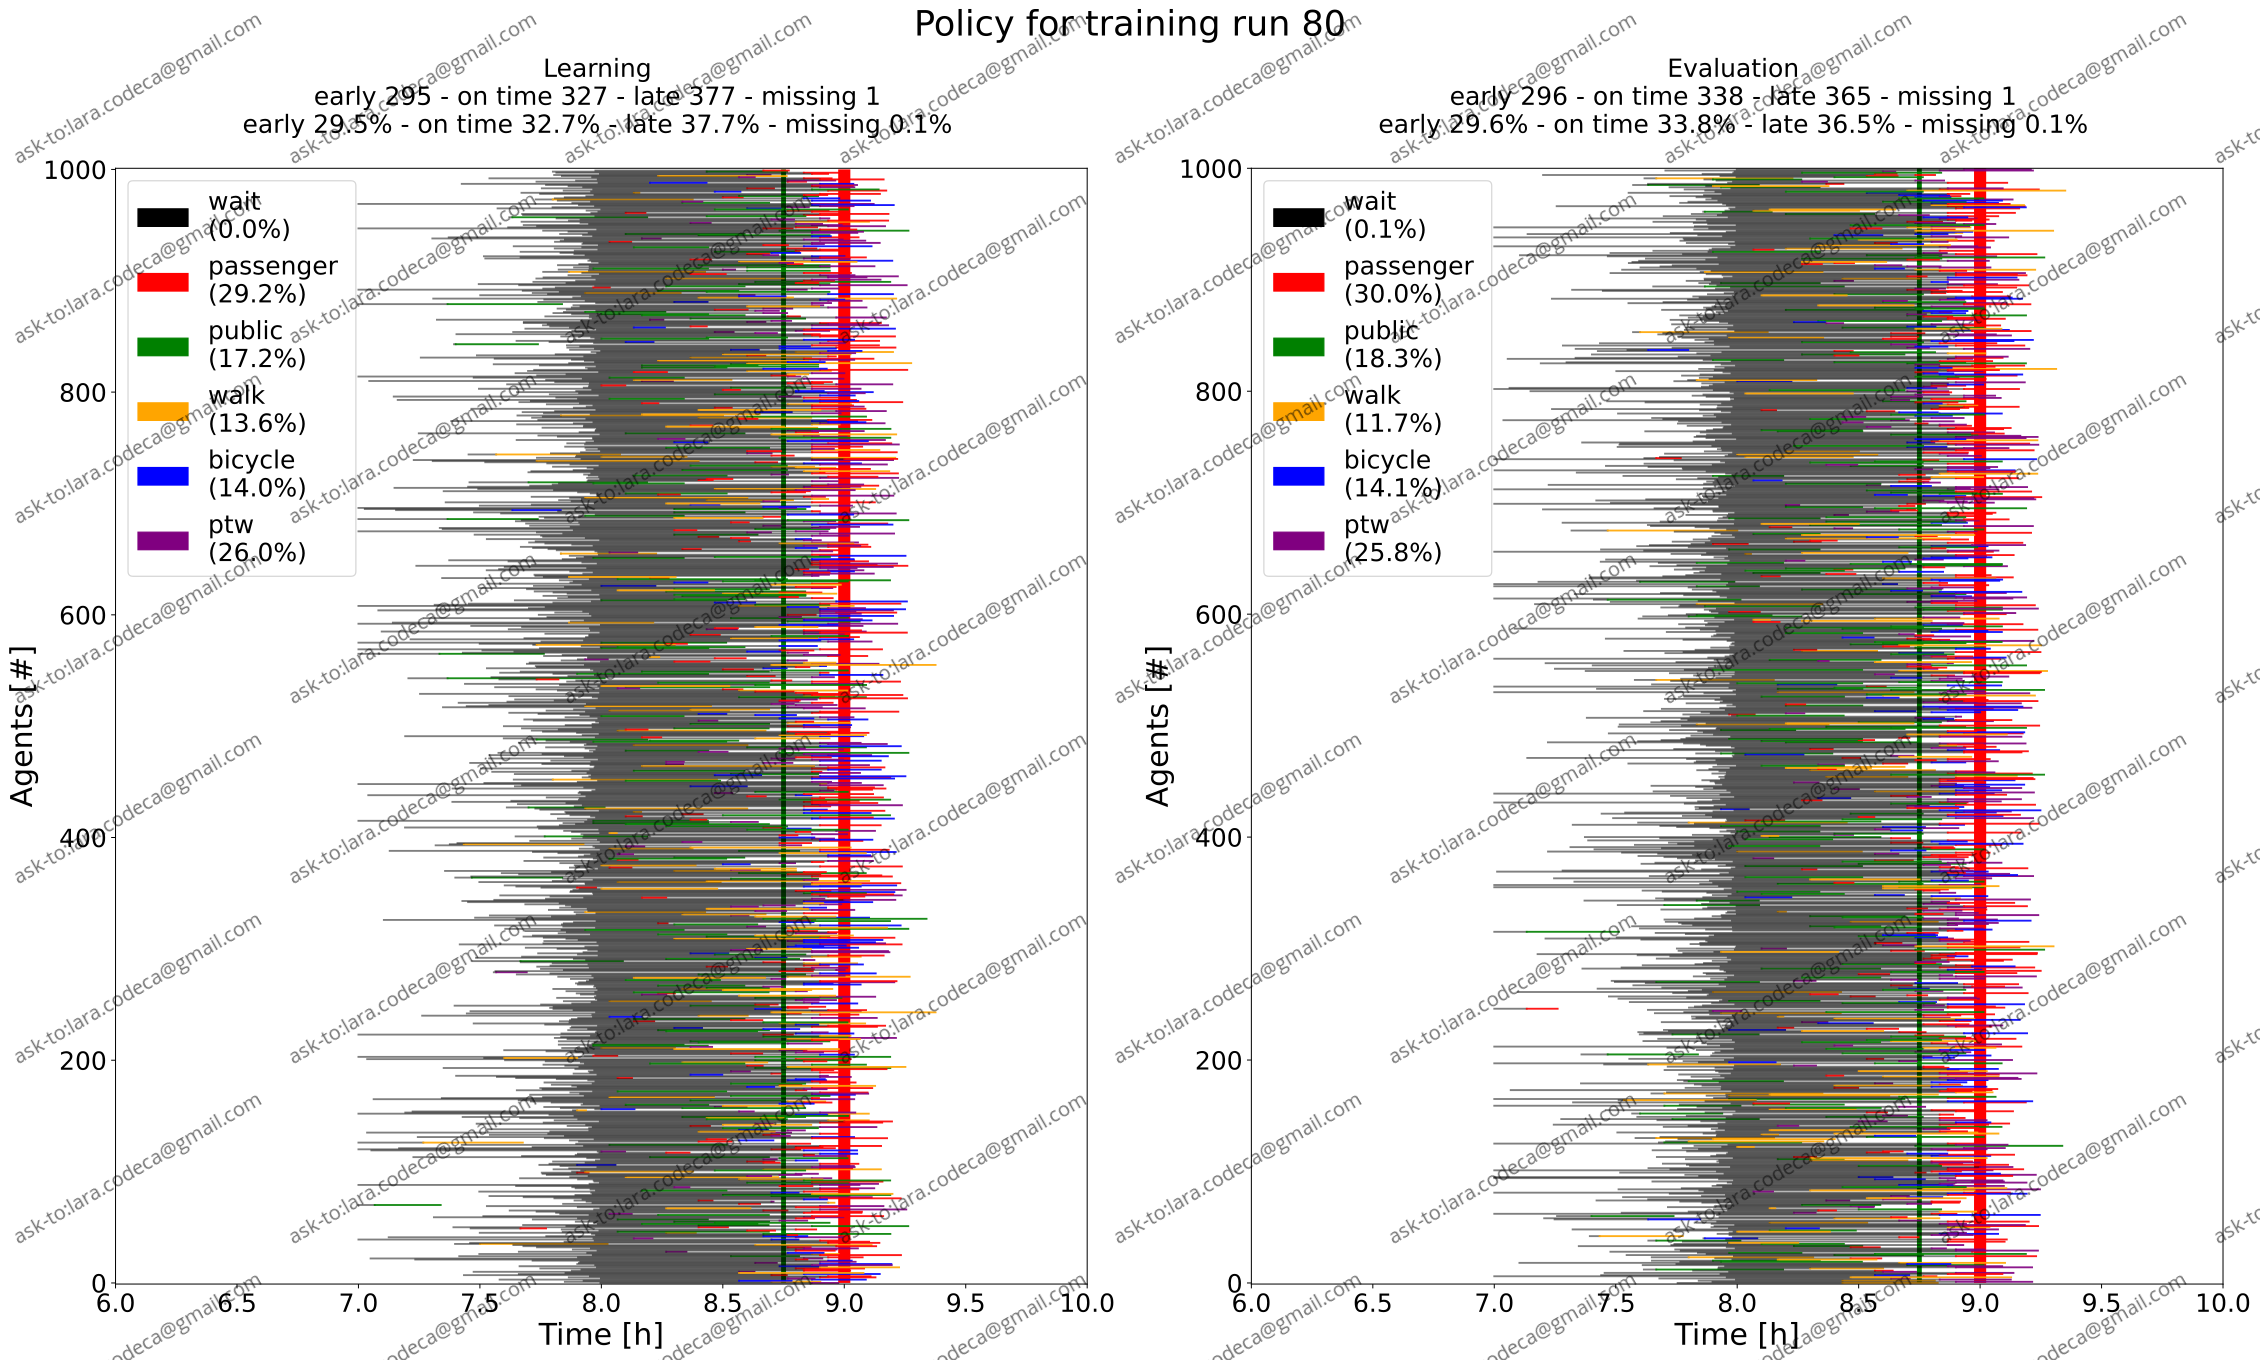 Policy for training run 80
Learning
early 295 - on time 327 - late 377 - missing 1
early 29.5% - on time 32.7% - late 37.7% - missing 0.1%
1000
800
600
400
200
0
Agents [#]
wait
(0.0%)
passenger
(29.2%)
public
(17.2%)
walk
(13.6%)
bicycle
(14.0%)
ptw
(26.0%)
6.0 6.5 7.0 7.5 8.0 8.5 9.0 9.5 10.0
Time [h]
Evaluation
early 296 - on time 338 - late 365 - missing 1
early 29.6% - on time 33.8% - late 36.5% - missing 0.1%
1000
800
600
400
200
0
Agents [#]
wait
(0.1%)
passenger
(30.0%)
public
(18.3%)
walk
(11.7%)
bicycle
(14.1%)
ptw
(25.8%)
6.0 6.5 7.0 7.5 8.0 8.5 9.0 9.5 10.0
Time [h]
ask-to:lara.codeca@gmail.com